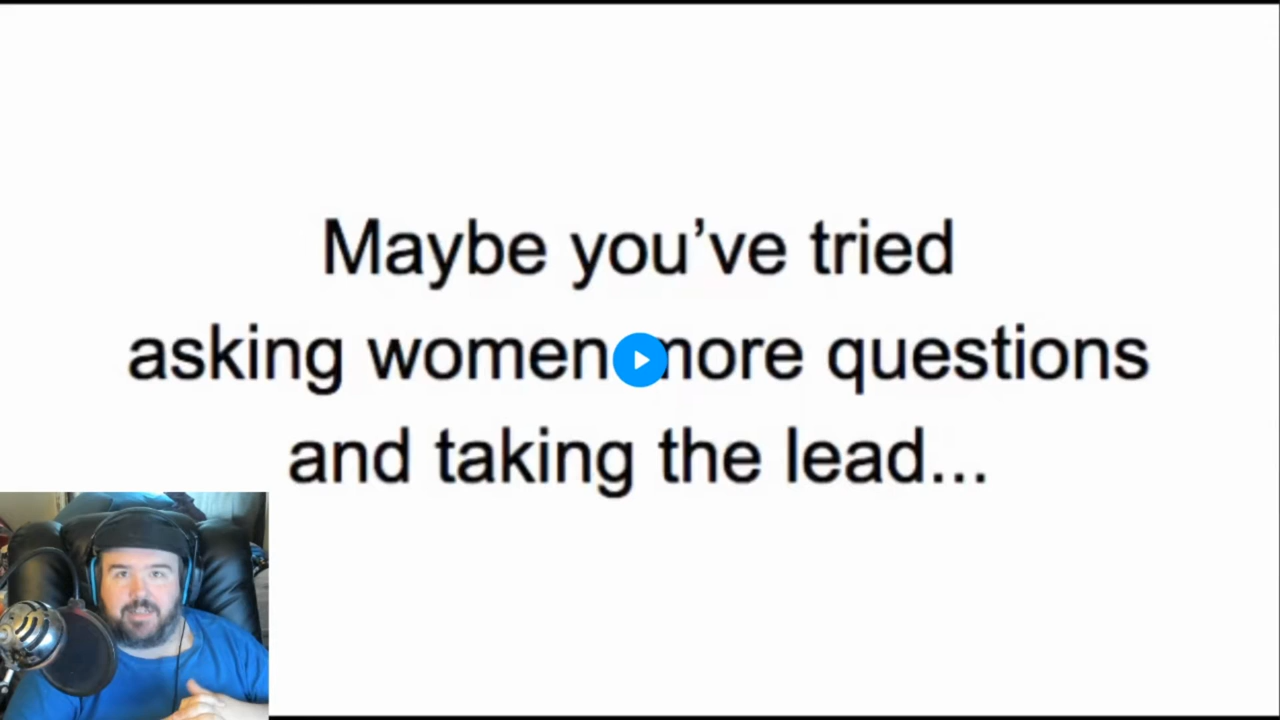 Maybe you’ve tried
asking women more questions
and taking the lead...